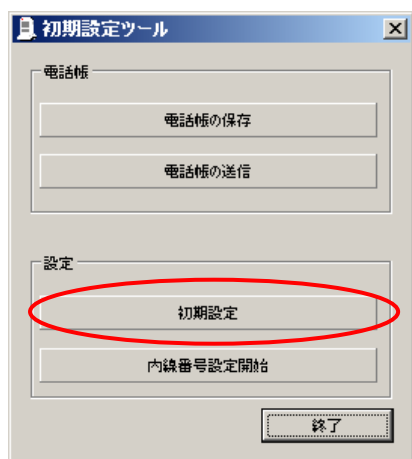 初期設定ツール
電話帳
電話帳の保存
電話帳の送信
設定
初期設定
内線番号設定開始
終了